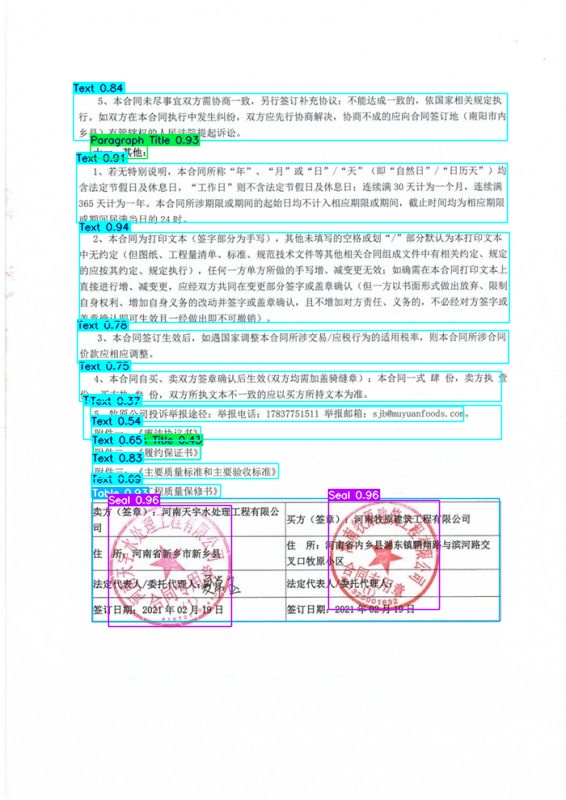 Text 0.84
5、本合同未尽事宜双方需协商一致，另行签订补充协议；不能达成一致的，依国家相关规定执
行。如双方在本合同执行中发生纠纷，双方应先行协商解决，协商不成的应向合同签订地（南阳市内
乡县）有管辖权的人民法院提起诉讼。
Paragraph Title 0.93
其他：
Text 0.91
1、若无特别说明，本合同所称“年”、“月”或“日”/“天”（即“自然日”/“日历天”）均
含法定节假日及休息日，“工作日”则不含法定节假日及休息日；连续满 30 天计为一个月，连续满
365 天计为一年。本合同所涉期限或期间的起始日均不计入相应期限或期间，截止时间均为相应期限
或期间届满当日的 24 时。
Text 0.94
2、本合同为打印文本（签字部分为手写），其他未填写的空格或划“/”部分默认为本打印文本
中无约定（但图纸、工程量清单、标准、规范技术文件等其他相关合同组成文件中有相关约定、规定
的应按其约定、规定执行），任何一方单方所做的手写增、减变更无效；如确需在本合同打印文本上
直接进行增、减变更，应经双方共同在变更部分签字或盖章确认（但一方以书面形式做出放弃、限制
自身权利、增加自身义务的改动并签字或盖章确认，且不增加对方责任、义务的，不必经对方签字或
盖章确认即可生效且一经做出即不可撤销）。
Text 0.78
3、本合同签订生效后，如遇国家调整本合同所涉交易/应税行为的适用税率，则本合同所涉合同
价款应相应调整。
Text 0.75
4、本合同自买、卖双方签章确认后生效(双方均需加盖骑缝章)；本合同一式 肆 份，卖方执 壹
份，买方执 叁 份，双方所执文本不一致的应以买方所持文本为准。
Text 0.37
5、牧原公司投诉举报途径：举报电话：17837751511 举报邮箱：sjb@muyuanfoods.com。
Text 0.54
附件一：《廉洁协议书》
Text 0.65 Title 0.43
《履约保证书》
Text 0.83
附件三：《主要质量标准和主要验收标准》
Text 0.69
程质量保修书》
Table 0.93 Seal 0.96 Seal 0.96
卖方（签章）：河南天宇水处理工程有限公
司
买方（签章）：河南牧原建筑工程有限公司
住 所：河南省新乡市新乡县
住 所：河南省内乡县湍东镇鹏翔路与滨河路交
叉口牧原小区
法定代表人/委托代理人：
法定代表人/委托代理人：
签订日期：2021 年 02 月 19 日
签订日期：2021 年 02 月 19 日
合同专用章
合同专用章
(1)